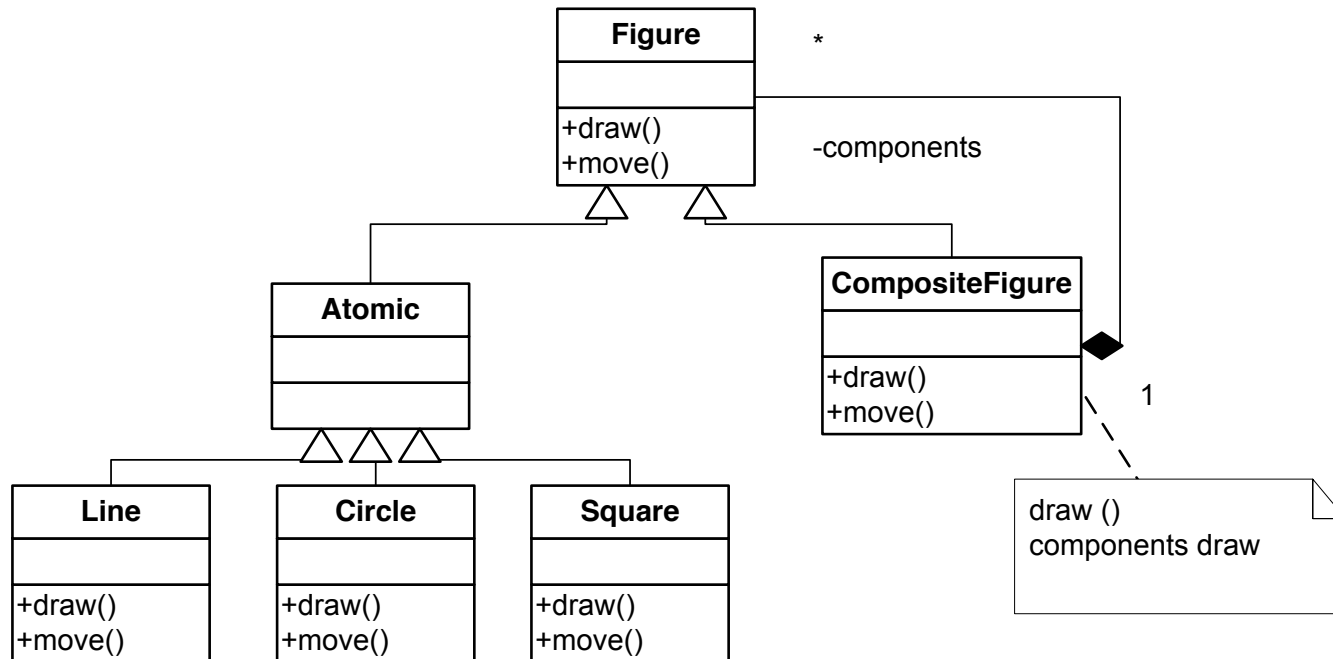 Figure
*
+draw()
+move()
-components
Atomic
CompositeFigure
+draw()
+move()
1
Line
Circle
Square
+draw()
+move()
+draw()
+move()
+draw()
+move()
draw ()
components draw